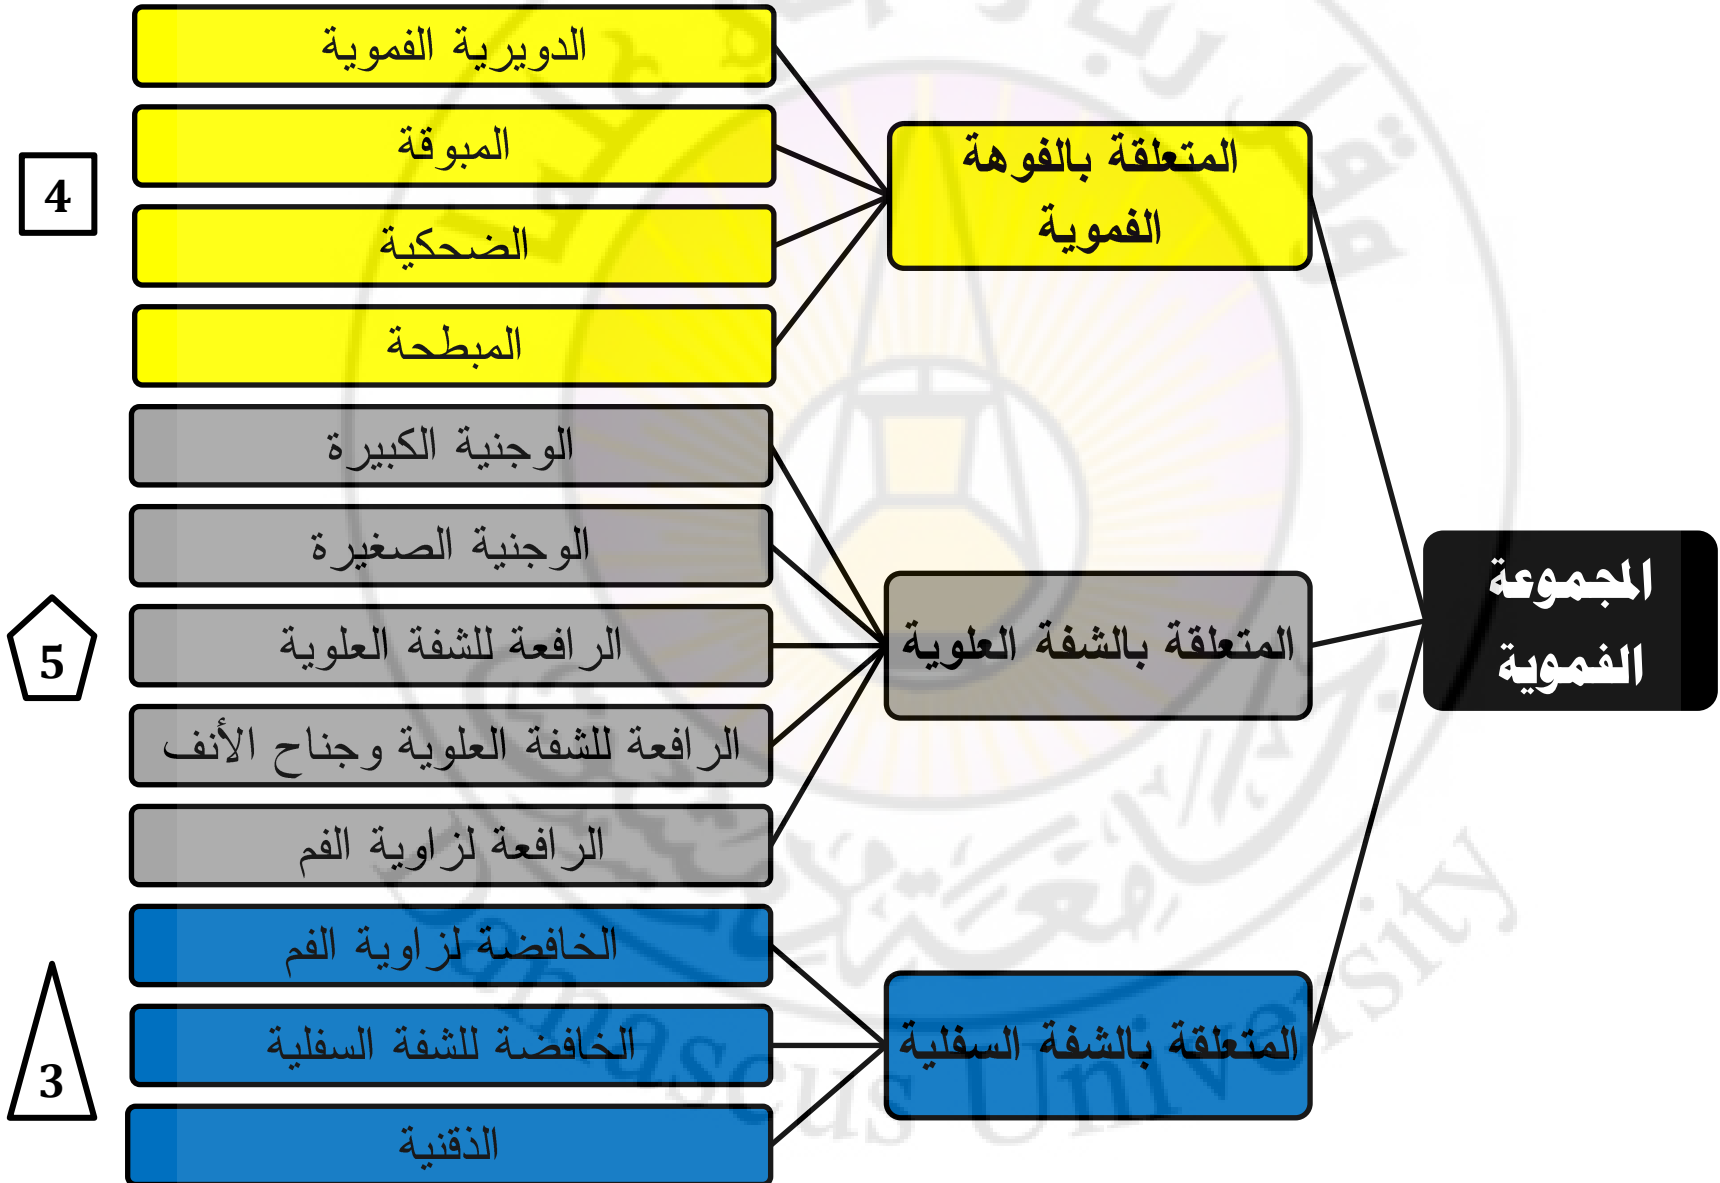 المجموعة
الفموية
المتعلقة بالفوهة
الفموية
الدويرية الفموية
المبوقة
الضحكية
المبطحة
4
المتعلقة بالشفة العلوية
الوجنية الكبيرة
الوجنية الصغيرة
الرافعة للشفة العلوية
الرافعة للشفة العلوية وجناح الأنف
الرافعة لزاوية الفم
5
المتعلقة بالشفة السفلية
الخافضة لزاوية الفم
الخافضة للشفة السفلية
الذقنية
3
Damascus University